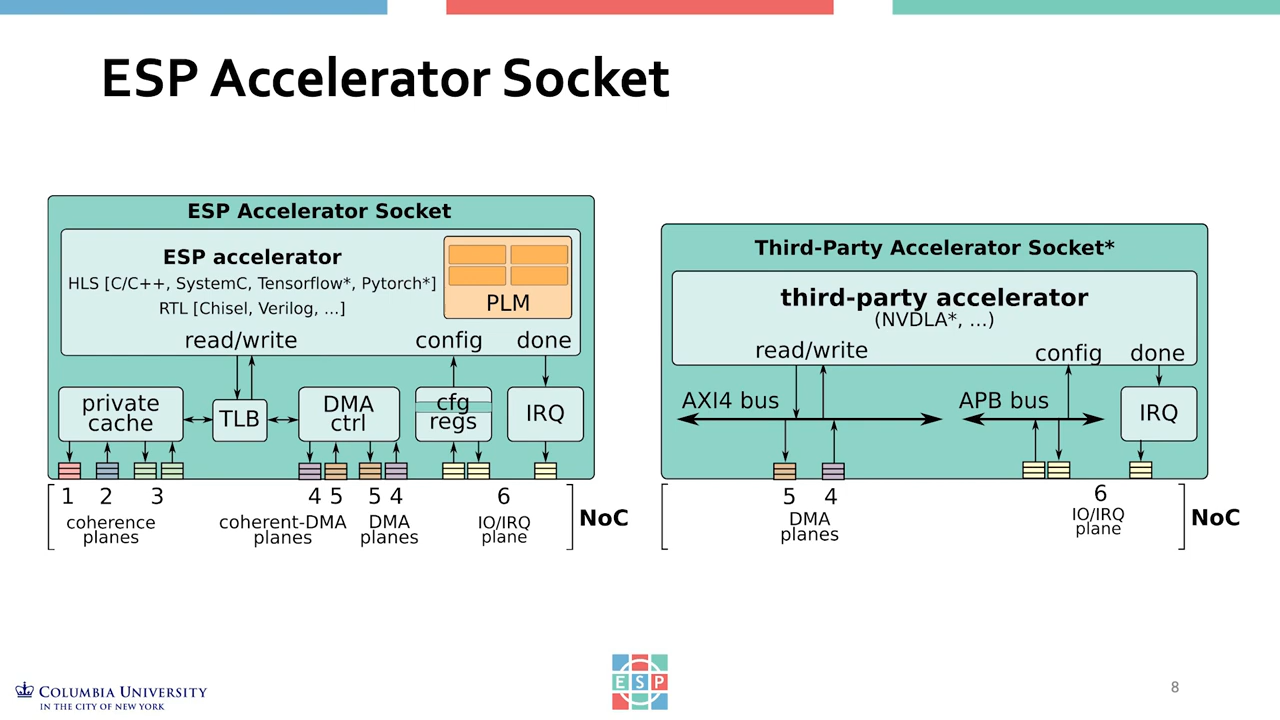 ESP Accelerator Socket
ESP Accelerator Socket
ESP accelerator
HLS [C/C++, SystemC, Tensorflow*, Pytorch*]
RTL [Chisel, Verilog, ...]
PLM
read/write
config
done
private
cache
TLB
DMA
ctrl
cfg
regs
IRQ
1 2 3 4 5 5 4 6
coherence
planes
coherent-DMA
planes
DMA
planes
IO/IRQ
plane
NoC
Third-Party Accelerator Socket*
third-party accelerator
(NVDLA*, ...)
read/write
config
done
AXI4 bus
APB bus
IRQ
5 4 6
DMA
planes
IO/IRQ
plane
NoC
COLUMBIA UNIVERSITY
IN THE CITY OF NEW YORK
ESP
8